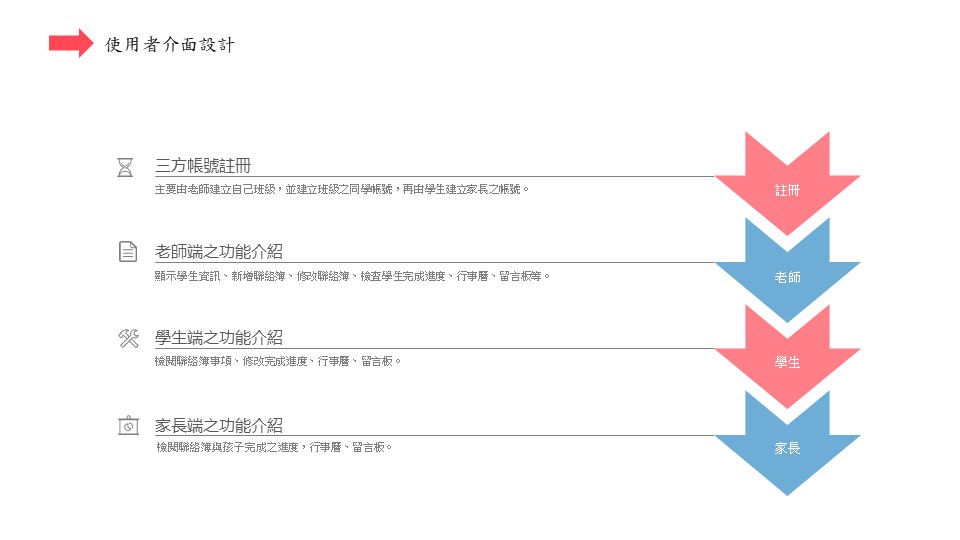 使用者介面設計
三方帳號註冊
主要由老師建立自己班級，並建立班級之同學帳號，再由學生建立家長之帳號。
註冊
老師端之功能介紹
顯示學生資訊、新增聯絡簿、修改聯絡簿、檢查學生完成進度、行事曆、留言板等。
老師
學生端之功能介紹
檢閱聯絡簿事項、修改完成進度、行事曆、留言板。
學生
家長端之功能介紹
檢閱聯絡簿與孩子完成之進度，行事曆、留言板。
家長